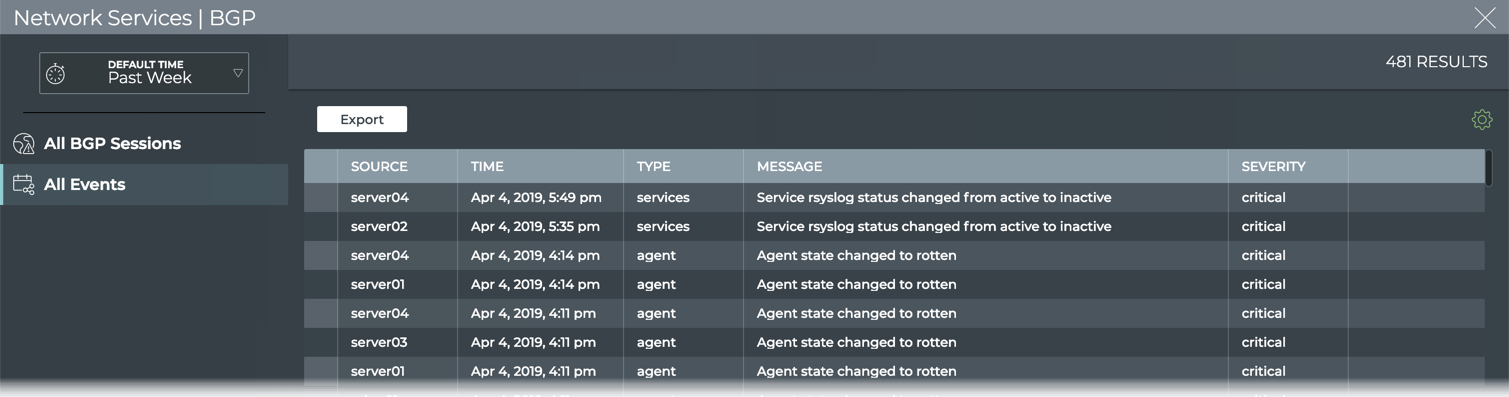 Network Services | BGP
DEFAULT TIME
Past Week
481 RESULTS
Export
All BGP Sessions
All Events
SOURCE TIME TYPE MESSAGE SEVERITY
server04 Apr 4, 2019, 5:49 pm services Service rsyslog status changed from active to inactive critical
server02 Apr 4, 2019, 5:35 pm services Service rsyslog status changed from active to inactive critical
server04 Apr 4, 2019, 4:14 pm agent Agent state changed to rotten critical
server01 Apr 4, 2019, 4:14 pm agent Agent state changed to rotten critical
server04 Apr 4, 2019, 4:11 pm agent Agent state changed to rotten critical
server03 Apr 4, 2019, 4:11 pm agent Agent state changed to rotten critical
server01 Apr 4, 2019, 4:11 pm agent Agent state changed to rotten critical